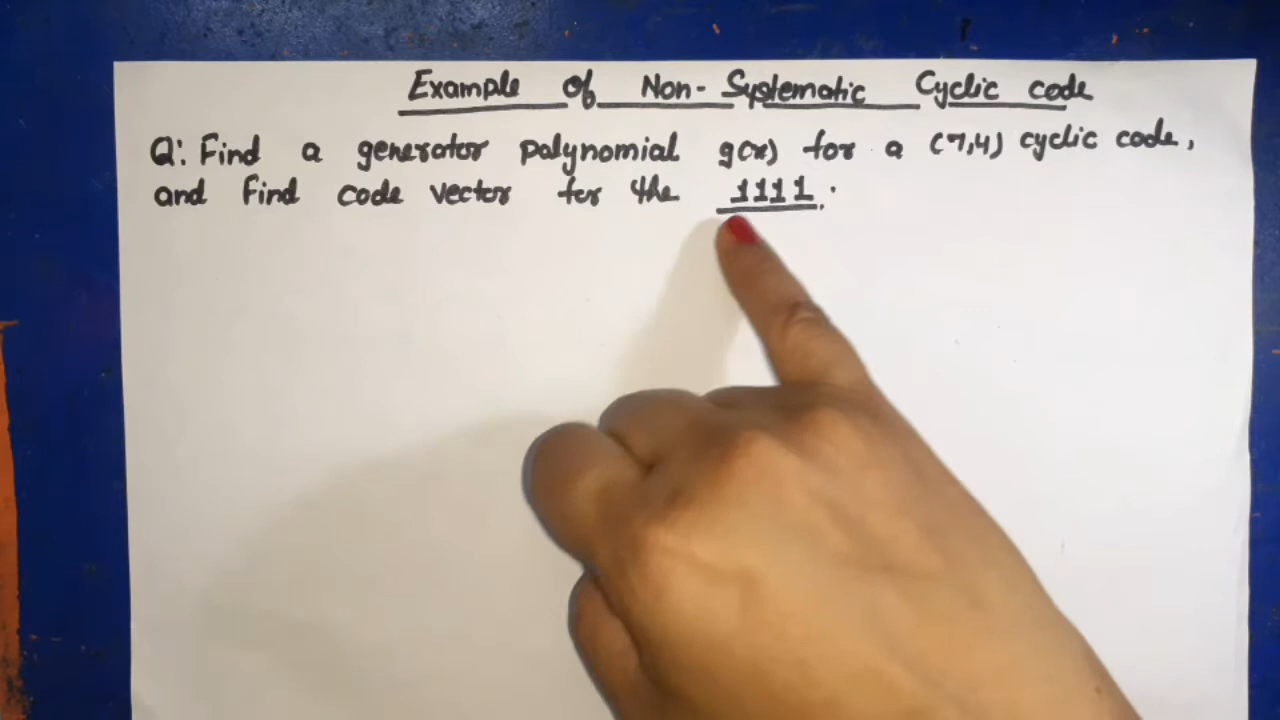 Example of Non-Systematic Cyclic code
Q: Find a generator polynomial g(x) for a (7,4) cyclic code,
and find code vector for the 1111.